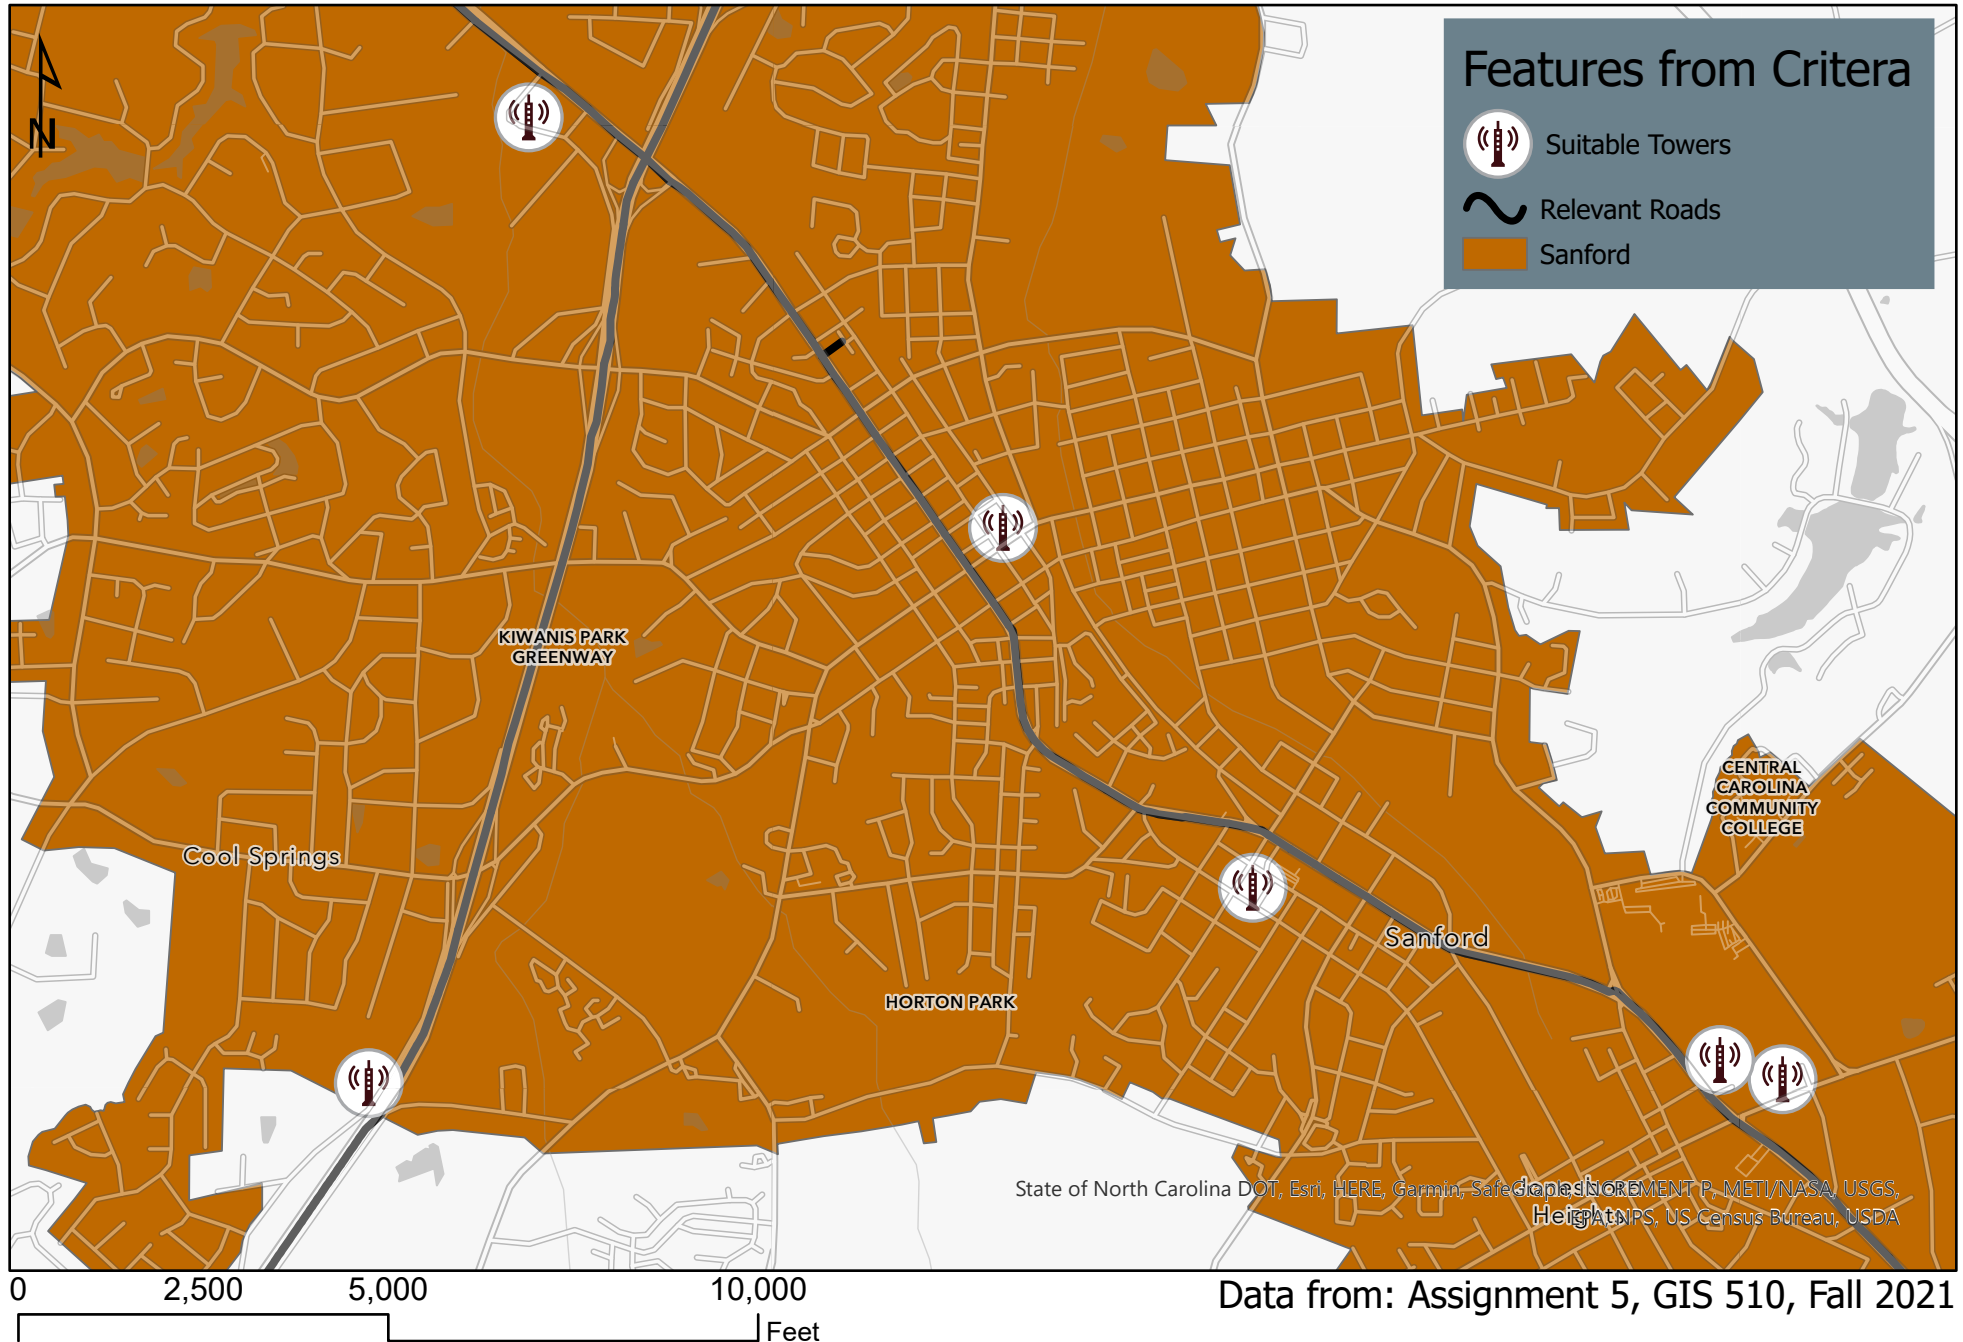 Features from Critera
Suitable Towers
Relevant Roads
Sanford
N
KIWANIS PARK
GREENWAY
CENTRAL
CAROLINA
COMMUNITY
COLLEGE
Cool Springs
Sanford
HORTON PARK
State of North Carolina DOT, Esri, HERE, Garmin, SafeGraph, INCREMENT P, METI/NASA, USGS,
EPA, NPS, US Census Bureau, USDA
Jonesboro
Heights
0 2,500 5,000 10,000
Feet
Data from: Assignment 5, GIS 510, Fall 2021